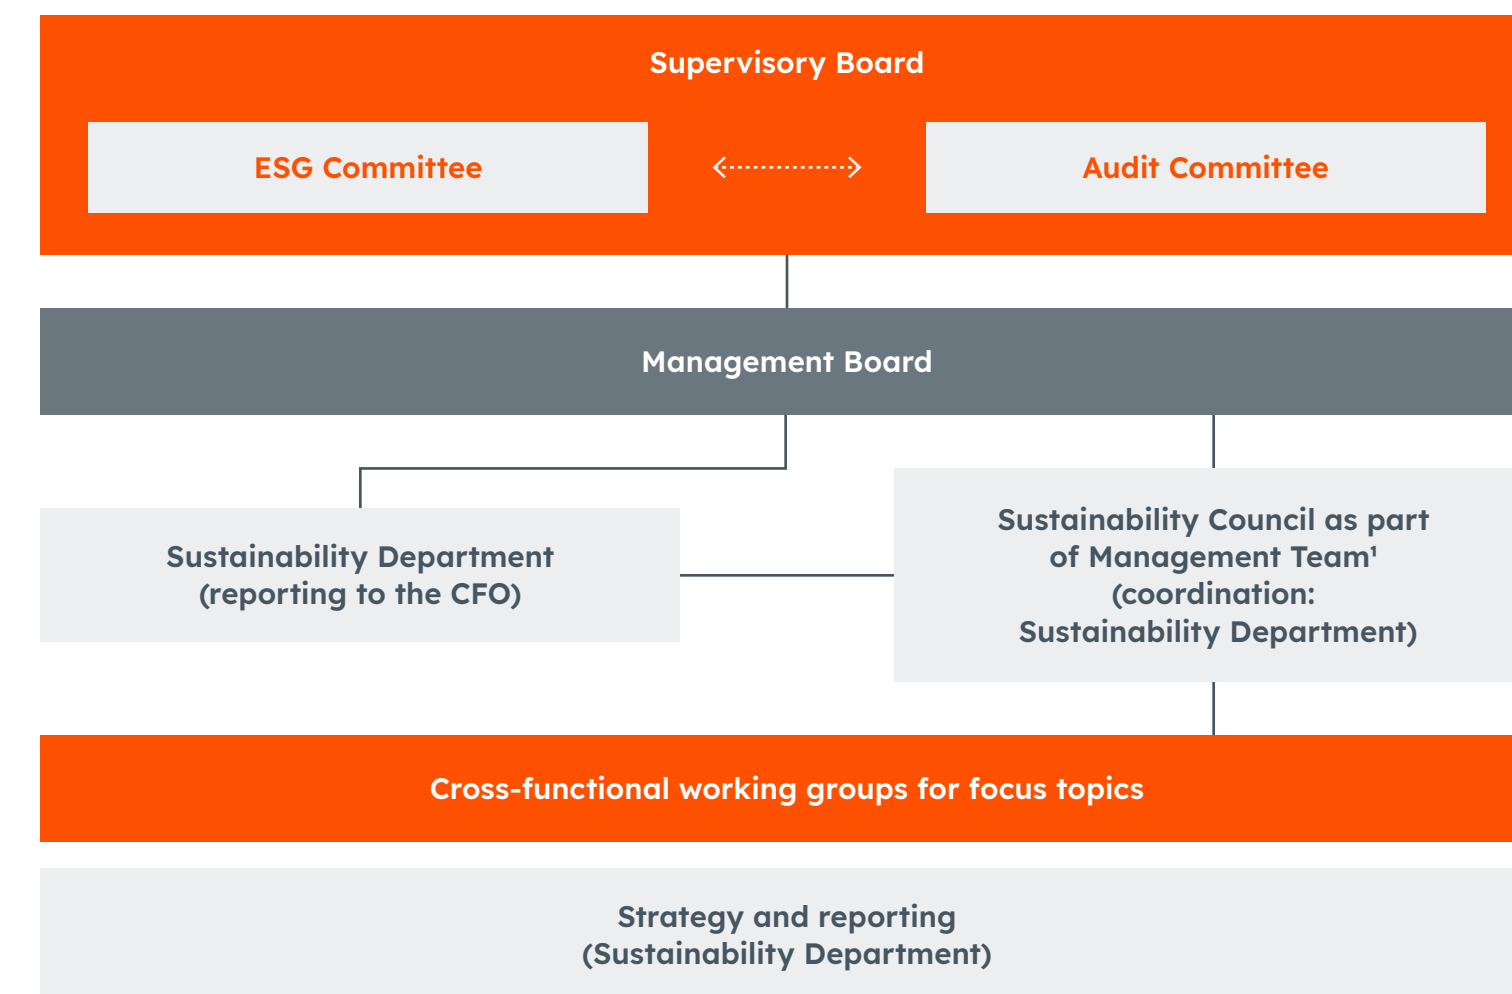 Supervisory Board
ESG Committee
Audit Committee
Management Board
Sustainability Department
(reporting to the CFO)
Sustainability Council as part
of Management Team¹
(coordination:
Sustainability Department)
Cross-functional working groups for focus topics
Strategy and reporting
(Sustainability Department)